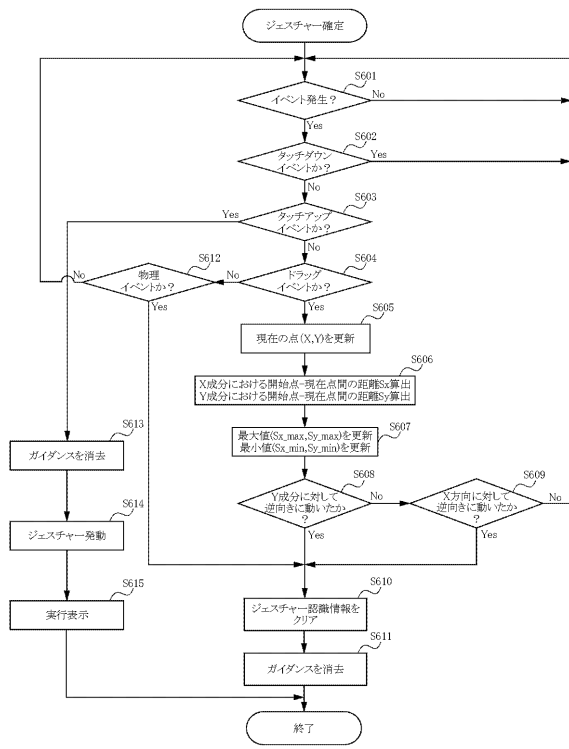 ジェスチャー確定
S601
イベント発生？
No
Yes
S602
タッチダウン
イベントか？
Yes
No
S603
タッチアップ
イベントか？
Yes
No
S604
ドラッグ
イベントか？
No
Yes
S612
物理
イベントか？
No
Yes
S605
現在の点(X,Y)を更新
S606
X成分における開始点-現在点間の距離Sx算出
Y成分における開始点-現在点間の距離Sy算出
S607
最大値(Sx_max,Sy_max)を更新
最小値(Sx_min,Sy_min)を更新
S608
Y成分に対して
逆向きに動いたか
？
No
Yes
S609
X方向に対して
逆向きに動いたか
？
No
Yes
S613
ガイダンスを消去
S614
ジェスチャー発動
S615
実行表示
S610
ジェスチャー認識情報を
クリア
S611
ガイダンスを消去
終了